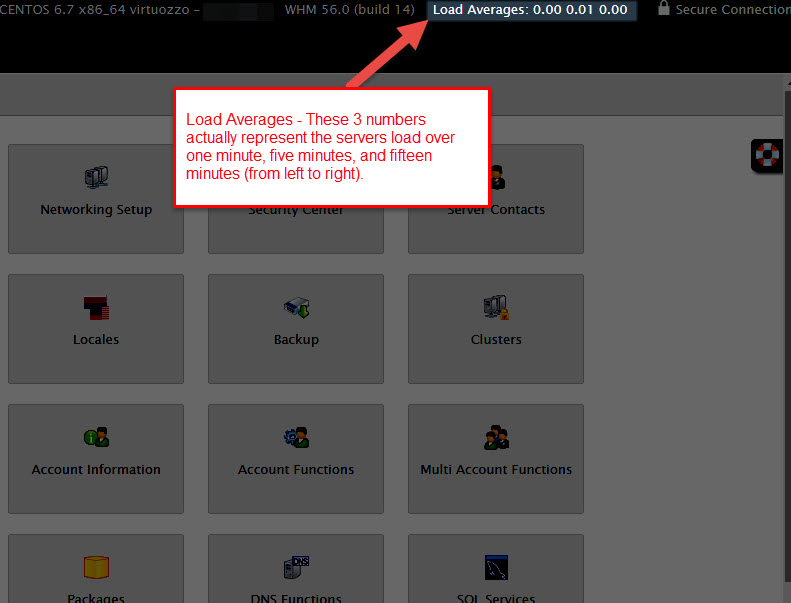 CENTOS 6.7 x86_64 virtuozzo – WHM 56.0 (build 14) Load Averages: 0.00 0.01 0.00 Secure Connection
Load Averages - These 3 numbers
actually represent the servers load over
one minute, five minutes, and fifteen
minutes (from left to right).
Networking Setup Security Center Server Contacts
Locales Backup Clusters
Account Information Account Functions Multi Account Functions
DNS
Packages DNS Functions SQL Services